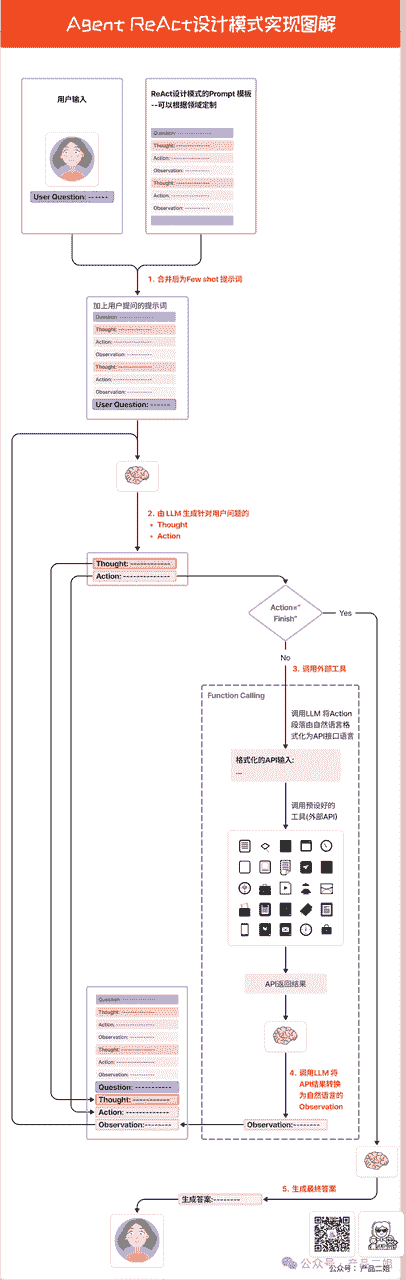 Agent ReAct设计模式实现图解
用户输入
User Question: ------
ReAct设计模式的Prompt 模板
--可以根据领域定制
Question: --------------
Thought: --------------
Action: --------------
Observation: --------------
Thought: --------------
Action: --------------
Observation: --------------
1. 合并后为Few shot 提示词
加上用户提问的提示词
Question: --------------
Thought: --------------
Action: --------------
Observation: --------------
Thought: --------------
Action: --------------
Observation: --------------
User Question: ------
2. 由 LLM 生成针对用户问题的
• Thought
• Action
Thought: ------------
Action: --------------
Action="
Finish"
Yes
No
3. 调用外部工具
Function Calling
调用LLM 将Action
段落由自然语言格
式化为API接口语言
格式化的API输入:
...
调用预设好的
工具(外部API)
API返回结果
4. 调用LLM 将
API结果转换
为自然语言的
Observation
Observation:--------
Question: --------------
Thought: --------------
Action: --------------
Observation: --------------
Thought: --------------
Action: --------------
Observation: --------------
Question: -----------
Thought: ------------
Action: --------------
Observation:--------
5. 生成最终答案
生成答案:--------
公众号 · 产品二姐
公众号: 产品二姐